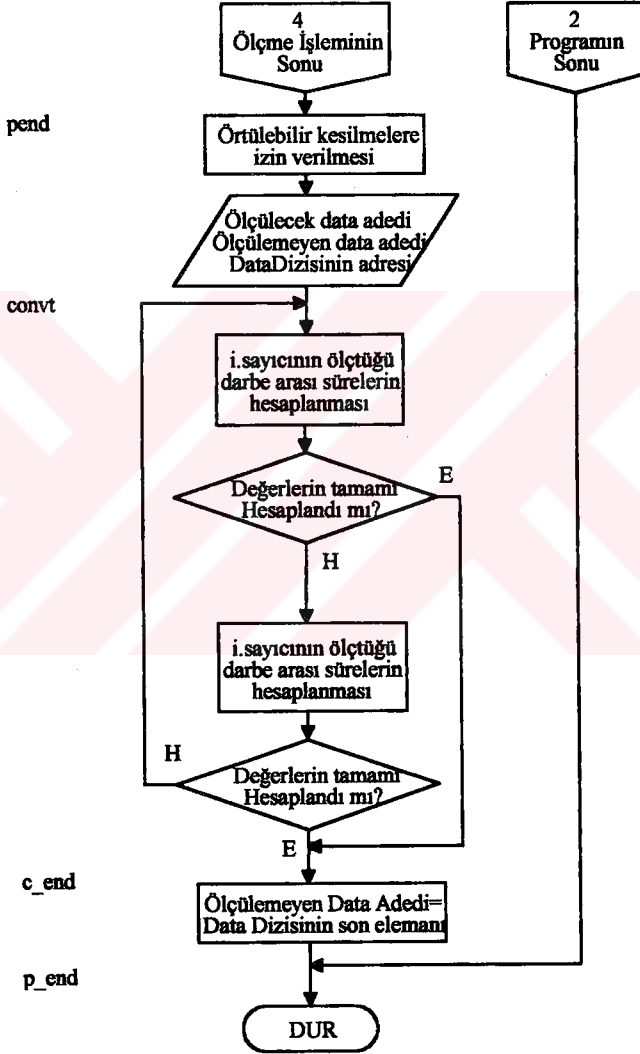 4
Ölçme İşleminin
Sonu
2
Programın
Sonu
pend
Örtülebilir kesilmelere
izin verilmesi
Ölçülecek data adedi
Ölçülemeyen data adedi
DataDizisinin adresi
convt
i.sayıcının ölçtüğü
darbe arası sürelerin
hesaplanması
Değerlerin tamamı
Hesaplandı mı?
E
H
i.sayıcının ölçtüğü
darbe arası sürelerin
hesaplanması
H
Değerlerin tamamı
Hesaplandı mı?
E
c_end
Ölçülemeyen Data Adedi=
Data Dizisinin son elemanı
p_end
DUR